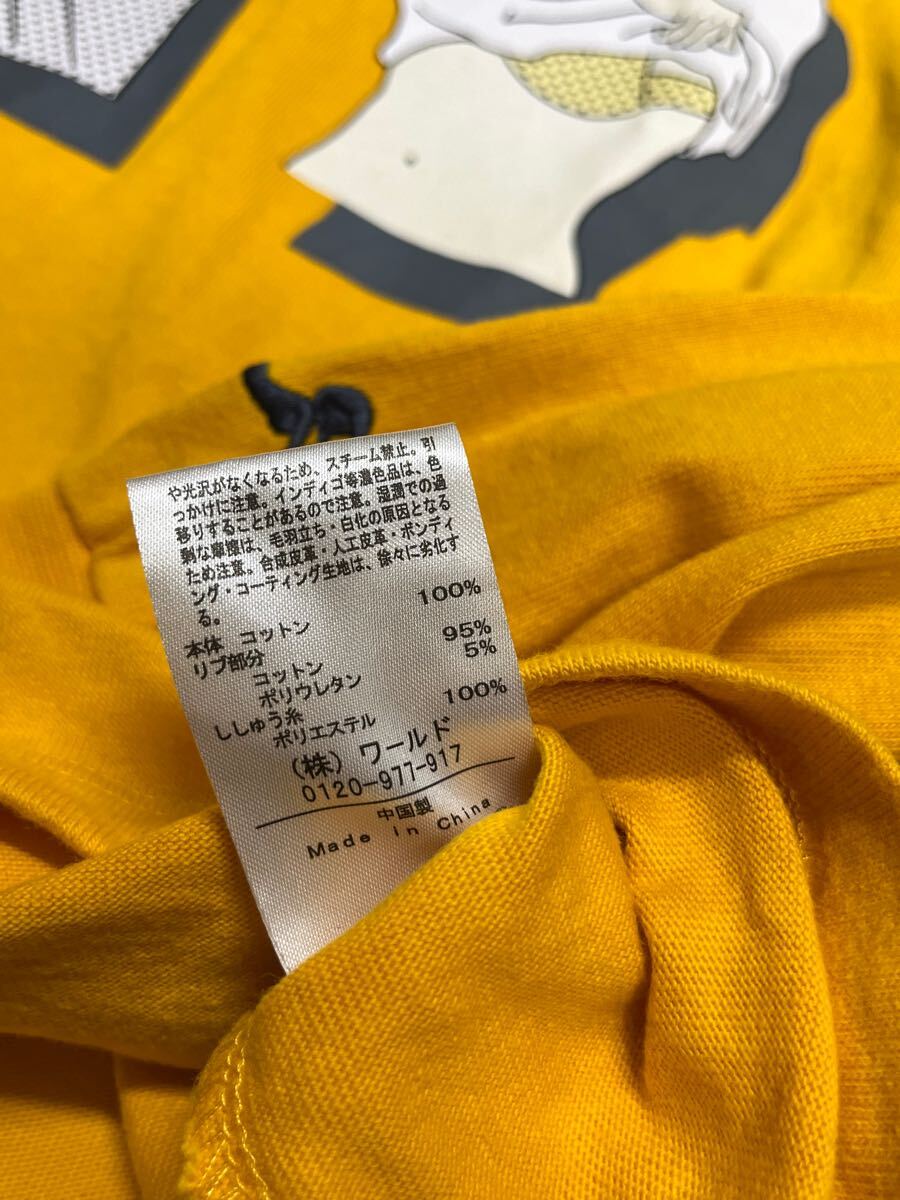 や光沢がなくなるため、スチーム禁止。引
っかけに注意。インディゴ等濃色品は、色
移りすることがあるので注意。湿潤での過
剰な摩擦は、毛羽立ち・白化の原因となる
ため注意。合成皮革・人工皮革・ボンディ
ング・コーティング生地は、徐々に劣化す
る。
本体 コットン 100%
リブ部分
コットン 95%
ポリウレタン 5%
ししゅう糸
ポリエステル 100%
(株) ワールド
0120-977-917
中国製
Made in China